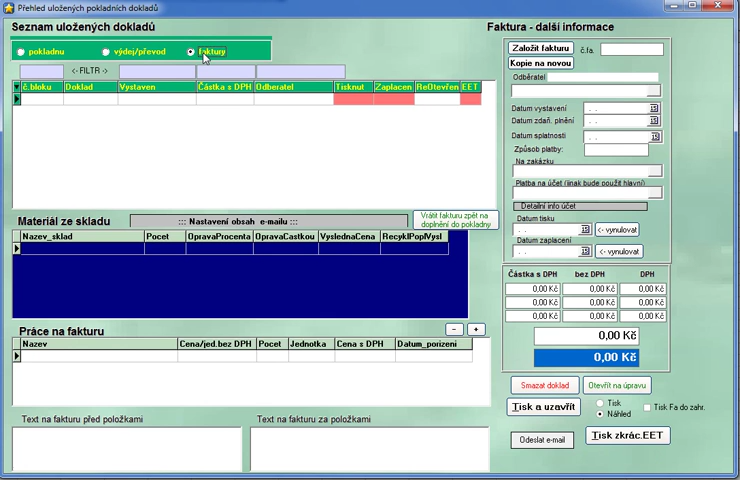 Přehled uložených pokladních dokladů
Seznam uložených dokladů
pokladnu
výdej/převod
faktury
<- FILTR ->
č.bloku Doklad Vystaven Částka s DPH Odberatel Tisknut Zaplacen ReOtevřen EET
Materiál ze skladu
::: Nastavení obsah e-mailu :::
Vrátit fakturu zpět na
doplnění do pokladny
Nazev_sklad Pocet OpravaProcenta OpravaCastkou VyslednaCena RecyklPoplVysl
Práce na fakturu
- +
Nazev Cena/jed.bez DPH Pocet Jednotka Cena s DPH Datum_porizeni
Text na fakturu před položkami
Text na fakturu za položkami
Faktura - další informace
Založit fakturu
č.fa.
Kopie na novou
Odběratel
Datum vystavení . . 15
Datum zdaň. plnění . .
Datum splatnosti . . 15
Způsob platby:
Na zakázku
Platba na účet (jinak bude použit hlavní)
Detailní info účet
Datum tisku
. . 15 <- vynulovat
Datum zaplacení
. . 15 <- vynulovat
Částka s DPH bez DPH DPH
0,00 Kč 0,00 Kč 0,00 Kč
0,00 Kč 0,00 Kč 0,00 Kč
0,00 Kč 0,00 Kč 0,00 Kč
0,00 Kč
0,00 Kč
Smazat doklad
Otevřít na úpravu
Tisk a uzavřít
Tisk
Náhled
Tisk Fa do zahr.
Odeslat e-mail
Tisk zkrác.EET